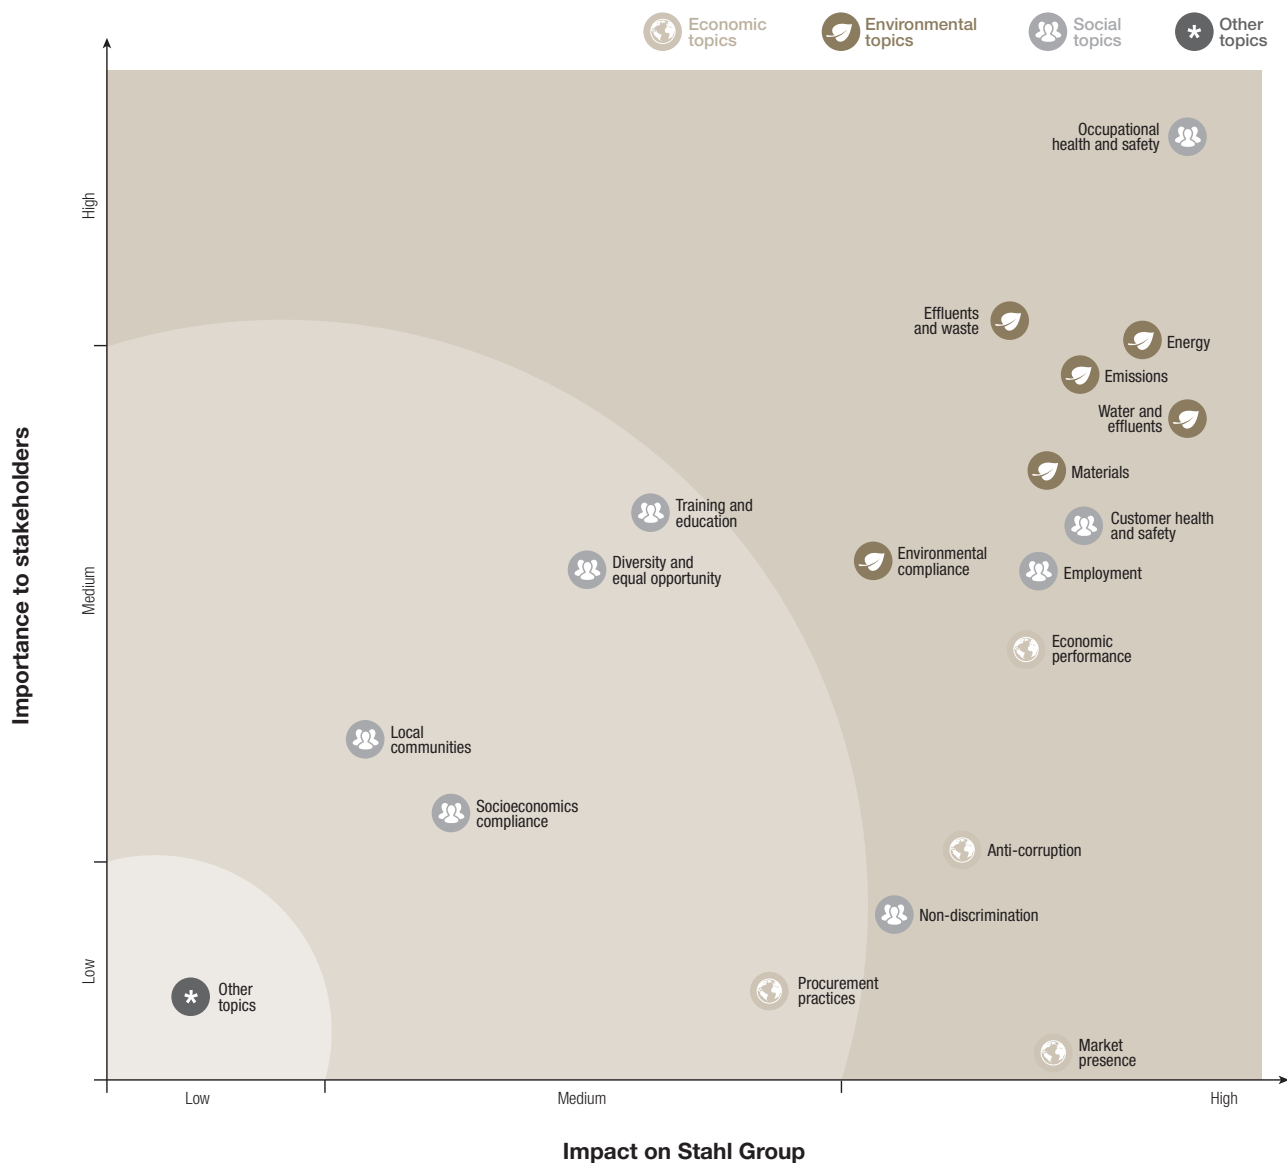 Economic
topics
Environmental
topics
Social
topics
Other
topics
Importance to stakeholders
High
Medium
Low
Occupational
health and safety
Effluents
and waste
Energy
Emissions
Water and
effluents
Materials
Training and
education
Customer health
and safety
Diversity and
equal opportunity
Environmental
compliance
Employment
Economic
performance
Local
communities
Socioeconomics
compliance
Anti-corruption
Non-discrimination
Other
topics
Procurement
practices
Market
presence
Low
Medium
High
Impact on Stahl Group